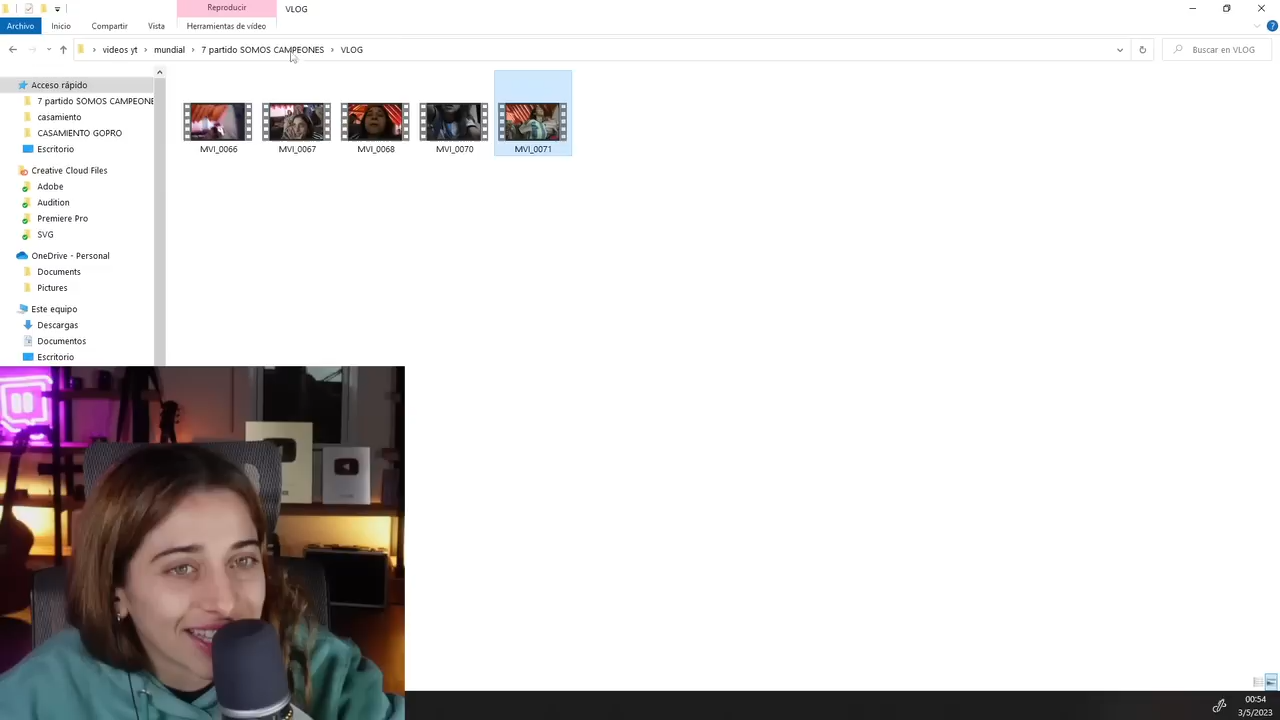 Reproducir
VLOG
Archivo
Inicio
Compartir
Vista
Herramientas de vídeo
videos yt
mundial
7 partido SOMOS CAMPEONES
VLOG
Buscar en VLOG
Acceso rápido
7 partido SOMOS CAMPEONE
casamiento
CASAMIENTO GOPRO
Escritorio
Creative Cloud Files
Adobe
Audition
Premiere Pro
SVG
OneDrive - Personal
Documents
Pictures
Este equipo
Descargas
Documentos
Escritorio
MVI_0066
MVI_0067
MVI_0068
MVI_0070
MVI_0071
00:54
3/5/2023